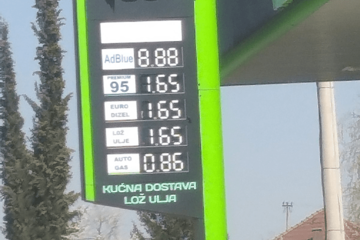 AdBlue 8.88
PREMIUM
95 1.65
EURO
DIZEL 1.65
LOŽ
ULJE 1.65
AUTO
GAS 0.86
KUĆNA DOSTAVA
LOŽ ULJA